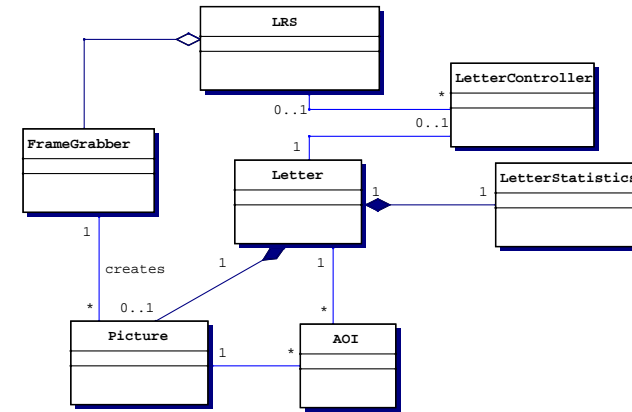 LRS
LetterController
0..1
*
0..1
FrameGrabber
1
Letter
LetterStatistics
1
1
1
creates
1
1
*
0..1
*
Picture
AOI
1
*